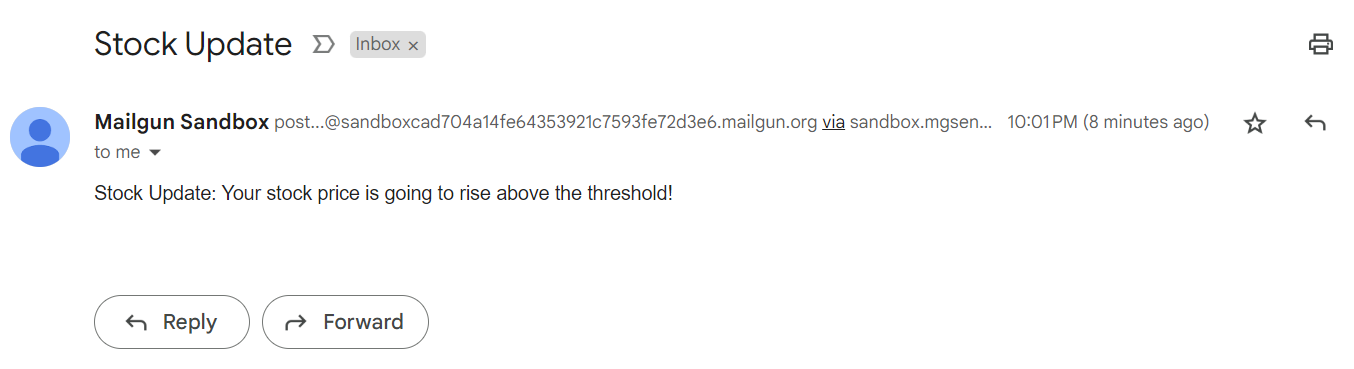 Stock Update Inbox ×
Mailgun Sandbox post...@sandboxcad704a14fe64353921c7593fe72d3e6.mailgun.org via sandbox.mgsen... 10:01 PM (8 minutes ago)
to me
Stock Update: Your stock price is going to rise above the threshold!
Reply Forward